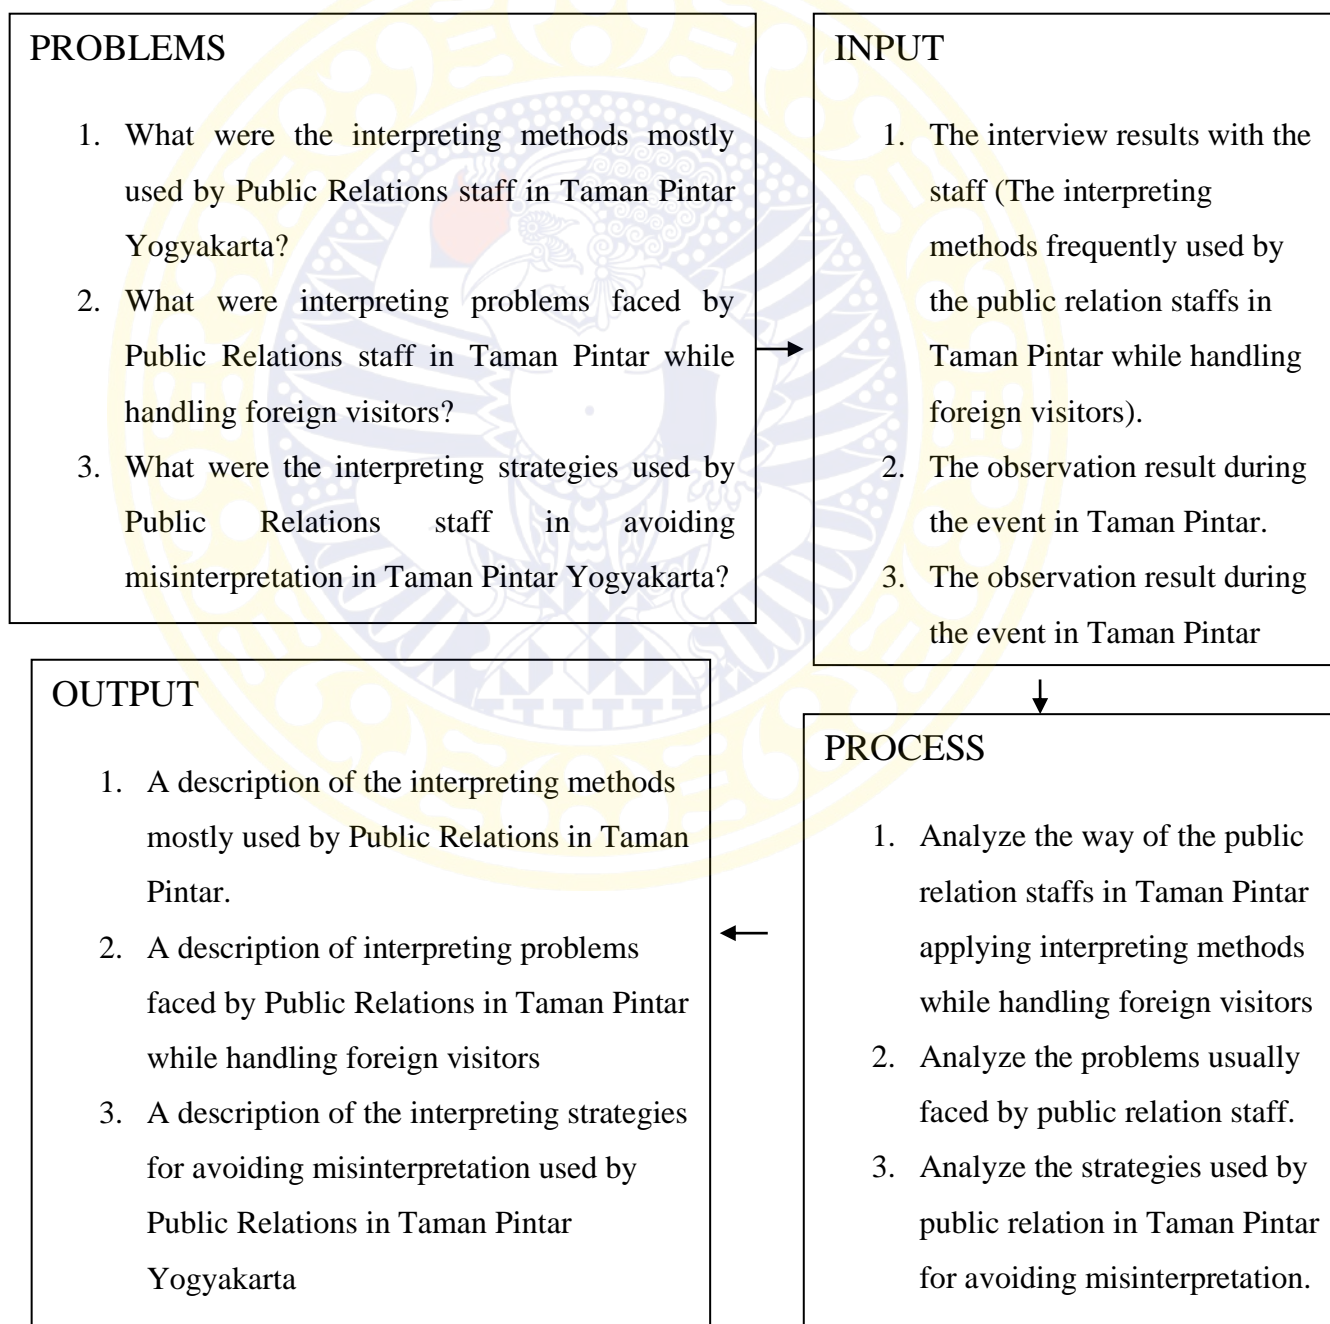 PROBLEMS
1. What were the interpreting methods mostly
used by Public Relations staff in Taman Pintar
Yogyakarta?
2. What were interpreting problems faced by
Public Relations staff in Taman Pintar while
handling foreign visitors?
3. What were the interpreting strategies used by
Public Relations staff in avoiding
misinterpretation in Taman Pintar Yogyakarta?
INPUT
1. The interview results with the
staff (The interpreting
methods frequently used by
the public relation staffs in
Taman Pintar while handling
foreign visitors).
2. The observation result during
the event in Taman Pintar.
3. The observation result during
the event in Taman Pintar
PROCESS
1. Analyze the way of the public
relation staffs in Taman Pintar
applying interpreting methods
while handling foreign visitors
2. Analyze the problems usually
faced by public relation staff.
3. Analyze the strategies used by
public relation in Taman Pintar
for avoiding misinterpretation.
OUTPUT
1. A description of the interpreting methods
mostly used by Public Relations in Taman
Pintar.
2. A description of interpreting problems
faced by Public Relations in Taman Pintar
while handling foreign visitors
3. A description of the interpreting strategies
for avoiding misinterpretation used by
Public Relations in Taman Pintar
Yogyakarta